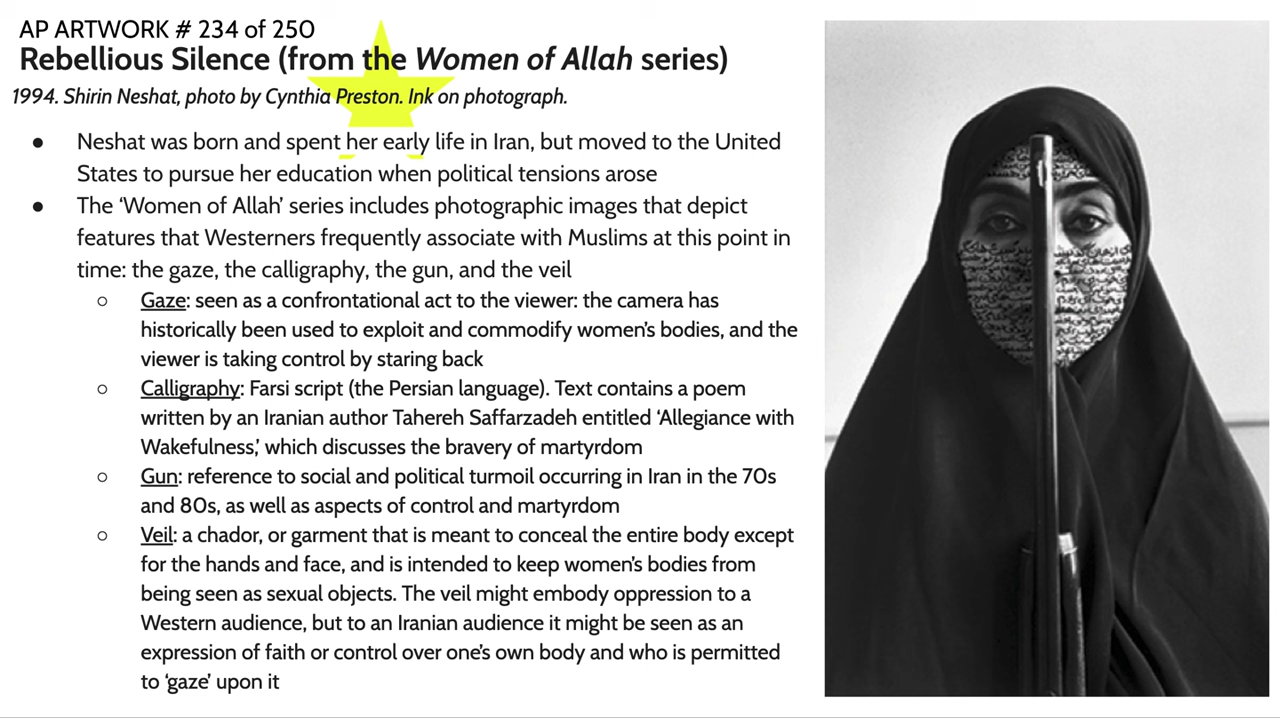 AP ARTWORK # 234 of 250
Rebellious Silence (from the Women of Allah series)
1994. Shirin Neshat, photo by Cynthia Preston. Ink on photograph.
● Neshat was born and spent her early life in Iran, but moved to the United
States to pursue her education when political tensions arose
● The ‘Women of Allah’ series includes photographic images that depict
features that Westerners frequently associate with Muslims at this point in
time: the gaze, the calligraphy, the gun, and the veil
○ Gaze: seen as a confrontational act to the viewer: the camera has
historically been used to exploit and commodify women’s bodies, and the
viewer is taking control by staring back
○ Calligraphy: Farsi script (the Persian language). Text contains a poem
written by an Iranian author Tahereh Saffarzadeh entitled ‘Allegiance with
Wakefulness,’ which discusses the bravery of martyrdom
○ Gun: reference to social and political turmoil occurring in Iran in the 70s
and 80s, as well as aspects of control and martyrdom
○ Veil: a chador, or garment that is meant to conceal the entire body except
for the hands and face, and is intended to keep women’s bodies from
being seen as sexual objects. The veil might embody oppression to a
Western audience, but to an Iranian audience it might be seen as an
expression of faith or control over one’s own body and who is permitted
to ‘gaze’ upon it